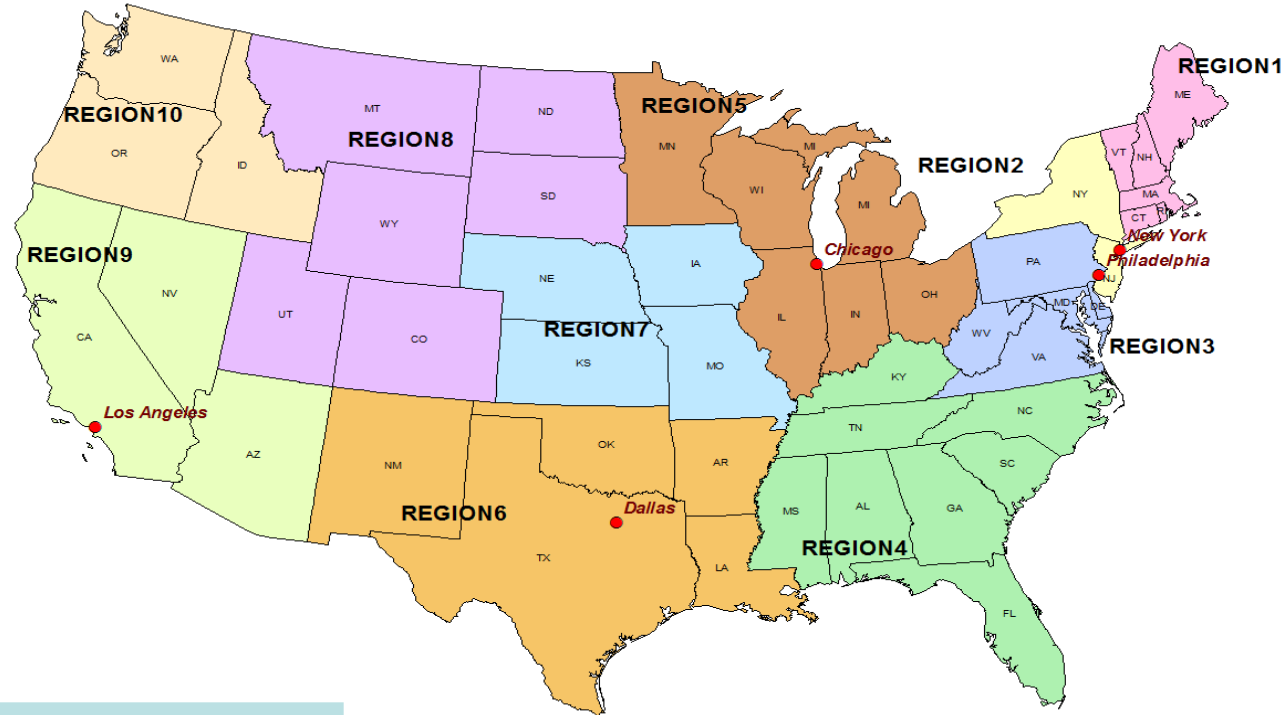 REGION1
WA
ME
REGION10
MT
REGION5
ND
REGION8
MN
MI
VT
NH
OR
ID
REGION2
WI
NY
MA
SD
MI
CT
WY
New York
REGION9
Chicago
PA
Philadelphia
IA
NE
NJ
NV
OH
MD
DE
UT
IL
IN
WV
REGION7
CA
CO
KS
MO
VA
REGION3
KY
Los Angeles
NC
TN
OK
AZ
NM
AR
SC
REGION6
Dallas
MS
AL
GA
REGION4
TX
LA
FL